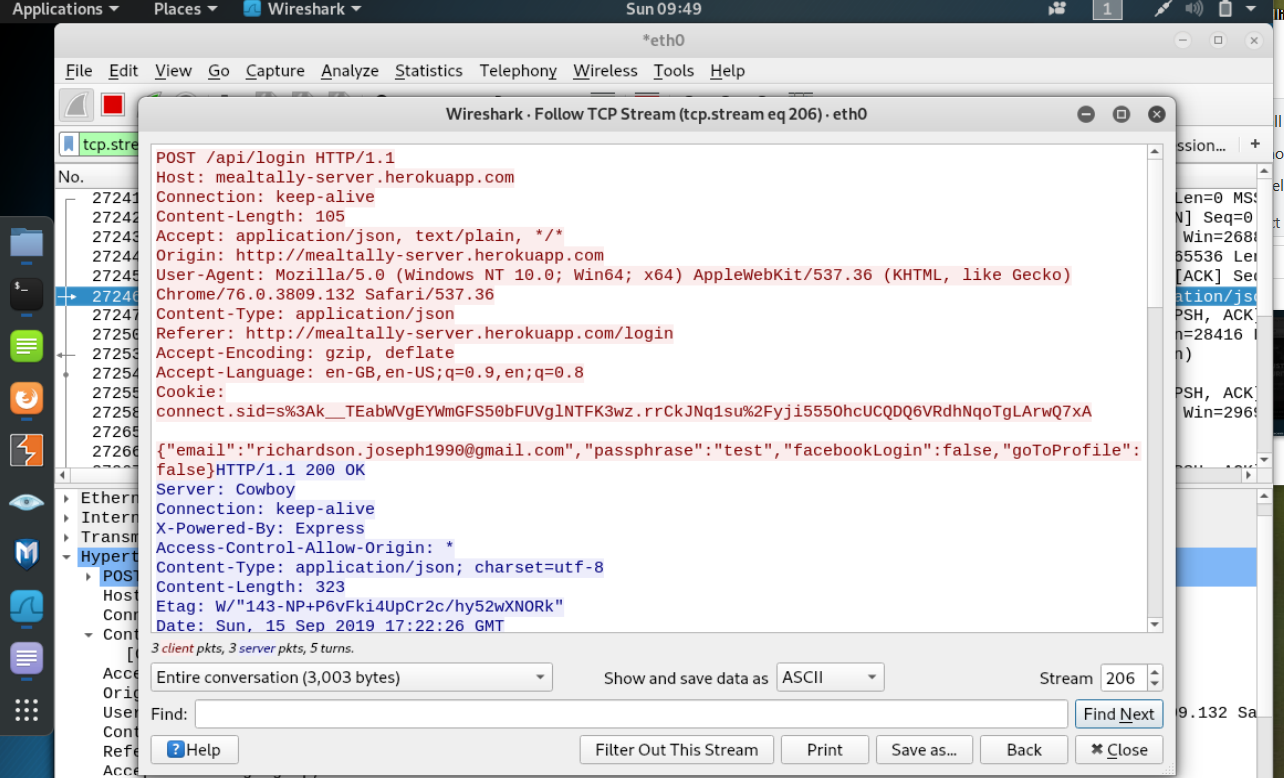 Applications Places Wireshark Sun 09:49 1
*eth0
File Edit View Go Capture Analyze Statistics Telephony Wireless Tools Help
Wireshark · Follow TCP Stream (tcp.stream eq 206) · eth0
tcp.stre
ssion... +
No.
27241
27242
27243
27244
27245
27246
27247
27250
27253
27254
27255
27258
27265
27266
Len=0 MSS
N] Seq=0
Win=2688
65536 Len
[ACK] Seq
ation/jso
PSH, ACK]
n=28416
n)
PSH, ACK]
Win=2969
POST /api/login HTTP/1.1
Host: mealtally-server.herokuapp.com
Connection: keep-alive
Content-Length: 105
Accept: application/json, text/plain, */*
Origin: http://mealtally-server.herokuapp.com
User-Agent: Mozilla/5.0 (Windows NT 10.0; Win64; x64) AppleWebKit/537.36 (KHTML, like Gecko)
Chrome/76.0.3809.132 Safari/537.36
Content-Type: application/json
Referer: http://mealtally-server.herokuapp.com/login
Accept-Encoding: gzip, deflate
Accept-Language: en-GB,en-US;q=0.9,en;q=0.8
Cookie:
connect.sid=s%3Ak__TEabWVgEYWmGFS50bFUVglNTFK3wz.rrCkJNq1su%2Fyji555OhcUCQDQ6VRdhNqoTgLArwQ7xA
{"email":"richardson.joseph1990@gmail.com","passphrase":"test","facebookLogin":false,"goToProfile":
false}HTTP/1.1 200 OK
Server: Cowboy
Connection: keep-alive
X-Powered-By: Express
Access-Control-Allow-Origin: *
Content-Type: application/json; charset=utf-8
Content-Length: 323
Etag: W/"143-NP+P6vFki4UpCr2c/hy52wXNORk"
Date: Sun, 15 Sep 2019 17:22:26 GMT
Ethern
Intern
Transm
Hypert
POST
Host
Conn
Cont
[
Acce
Orig
User
Cont
Refe
Acce
09.132 Sa
3 client pkts, 3 server pkts, 5 turns.
Entire conversation (3,003 bytes) Show and save data as ASCII Stream 206
Find: Find Next
Help Filter Out This Stream Print Save as... Back Close